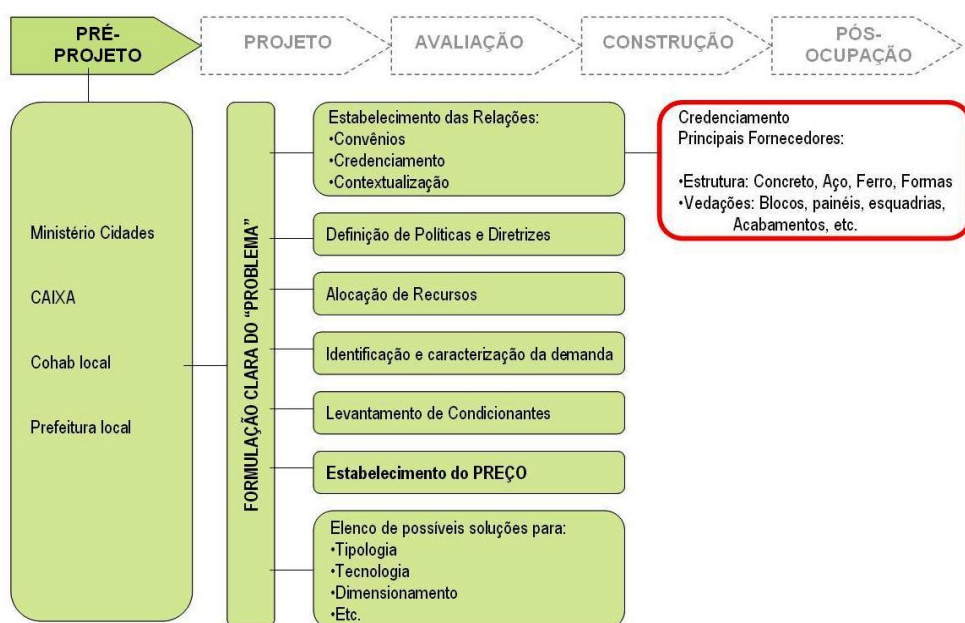 PRÉ-
PROJETO
PROJETO
AVALIAÇÃO
CONSTRUÇÃO
PÓS-
OCUPAÇÃO
Ministério Cidades
CAIXA
Cohab local
Prefeitura local
FORMULAÇÃO CLARA DO “PROBLEMA”
Estabelecimento das Relações:
•Convênios
•Credenciamento
•Contextualização
Definição de Políticas e Diretrizes
Alocação de Recursos
Identificação e caracterização da demanda
Levantamento de Condicionantes
Estabelecimento do PREÇO
Elenco de possíveis soluções para:
•Tipologia
•Tecnologia
•Dimensionamento
•Etc.
Credenciamento
Principais Fornecedores:
•Estrutura: Concreto, Aço, Ferro, Formas
•Vedações: Blocos, painéis, esquadrias,
Acabamentos, etc.